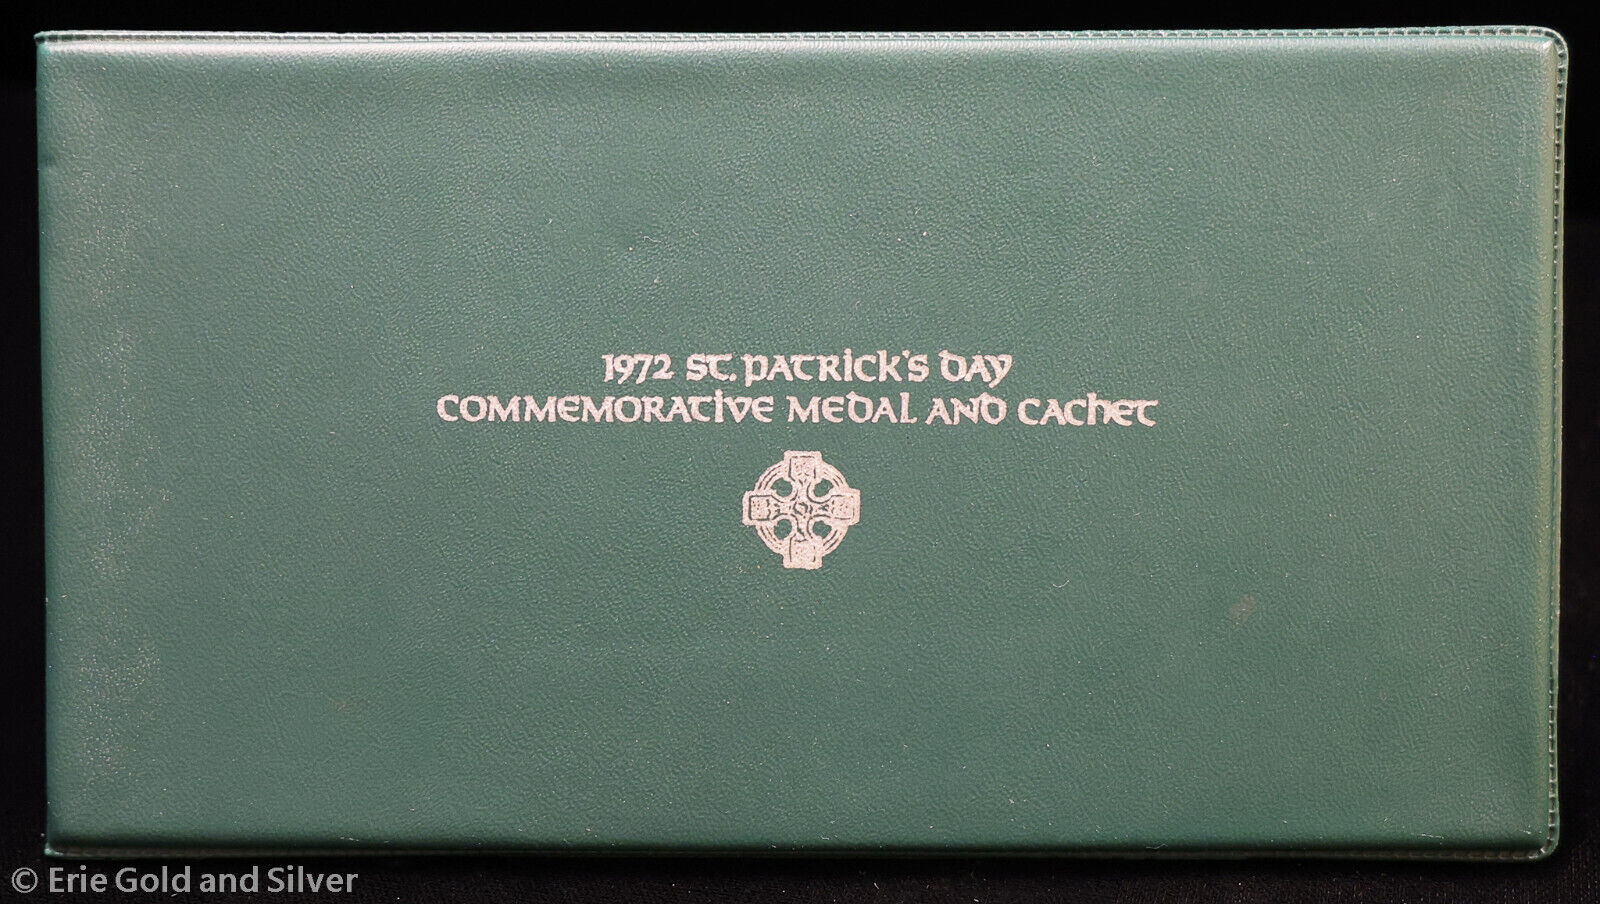 1972 St. Patrick's Day
Commemorative Medal and Cachet
© Erie Gold and Silver